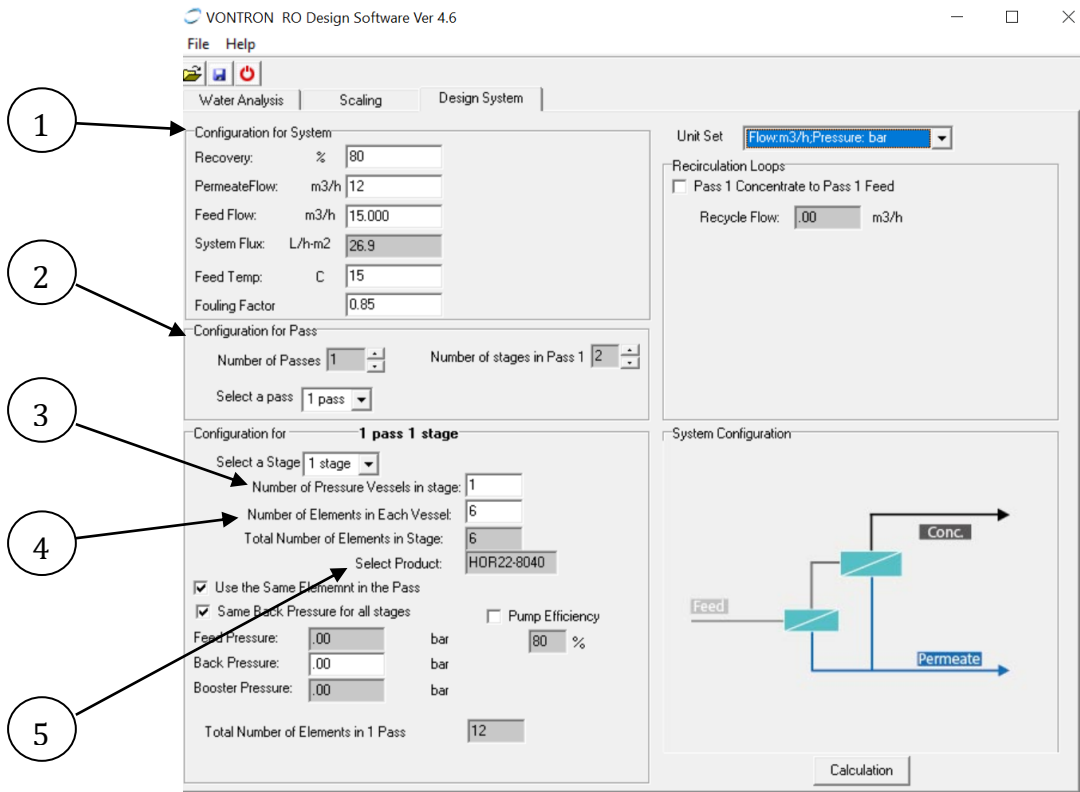 VONTRON RO Design Software Ver 4.6
File Help
Water Analysis Scaling Design System
1
Configuration for System
Recovery: % 80
PermeateFlow: m3/h 12
Feed Flow: m3/h 15.000
System Flux: L/h-m2 26.9
Feed Temp: C 15
Fouling Factor 0.85
Unit Set Flow:m3/h;Pressure: bar
Recirculation Loops
Pass 1 Concentrate to Pass 1 Feed
Recycle Flow: .00 m3/h
2
Configuration for Pass
Number of Passes 1 Number of stages in Pass 1 2
Select a pass 1 pass
3
Configuration for 1 pass 1 stage
Select a Stage 1 stage
Number of Pressure Vessels in stage: 1
4
Number of Elements in Each Vessel: 6
Total Number of Elements in Stage: 6
Select Product: HOR22-8040
Use the Same Elememnt in the Pass
Same Back Pressure for all stages
Pump Efficiency
80 %
5
Feed Pressure: .00 bar
Back Pressure: .00 bar
Booster Pressure: .00 bar
Total Number of Elements in 1 Pass 12
System Configuration
Conc.
Feed
Permeate
Calculation